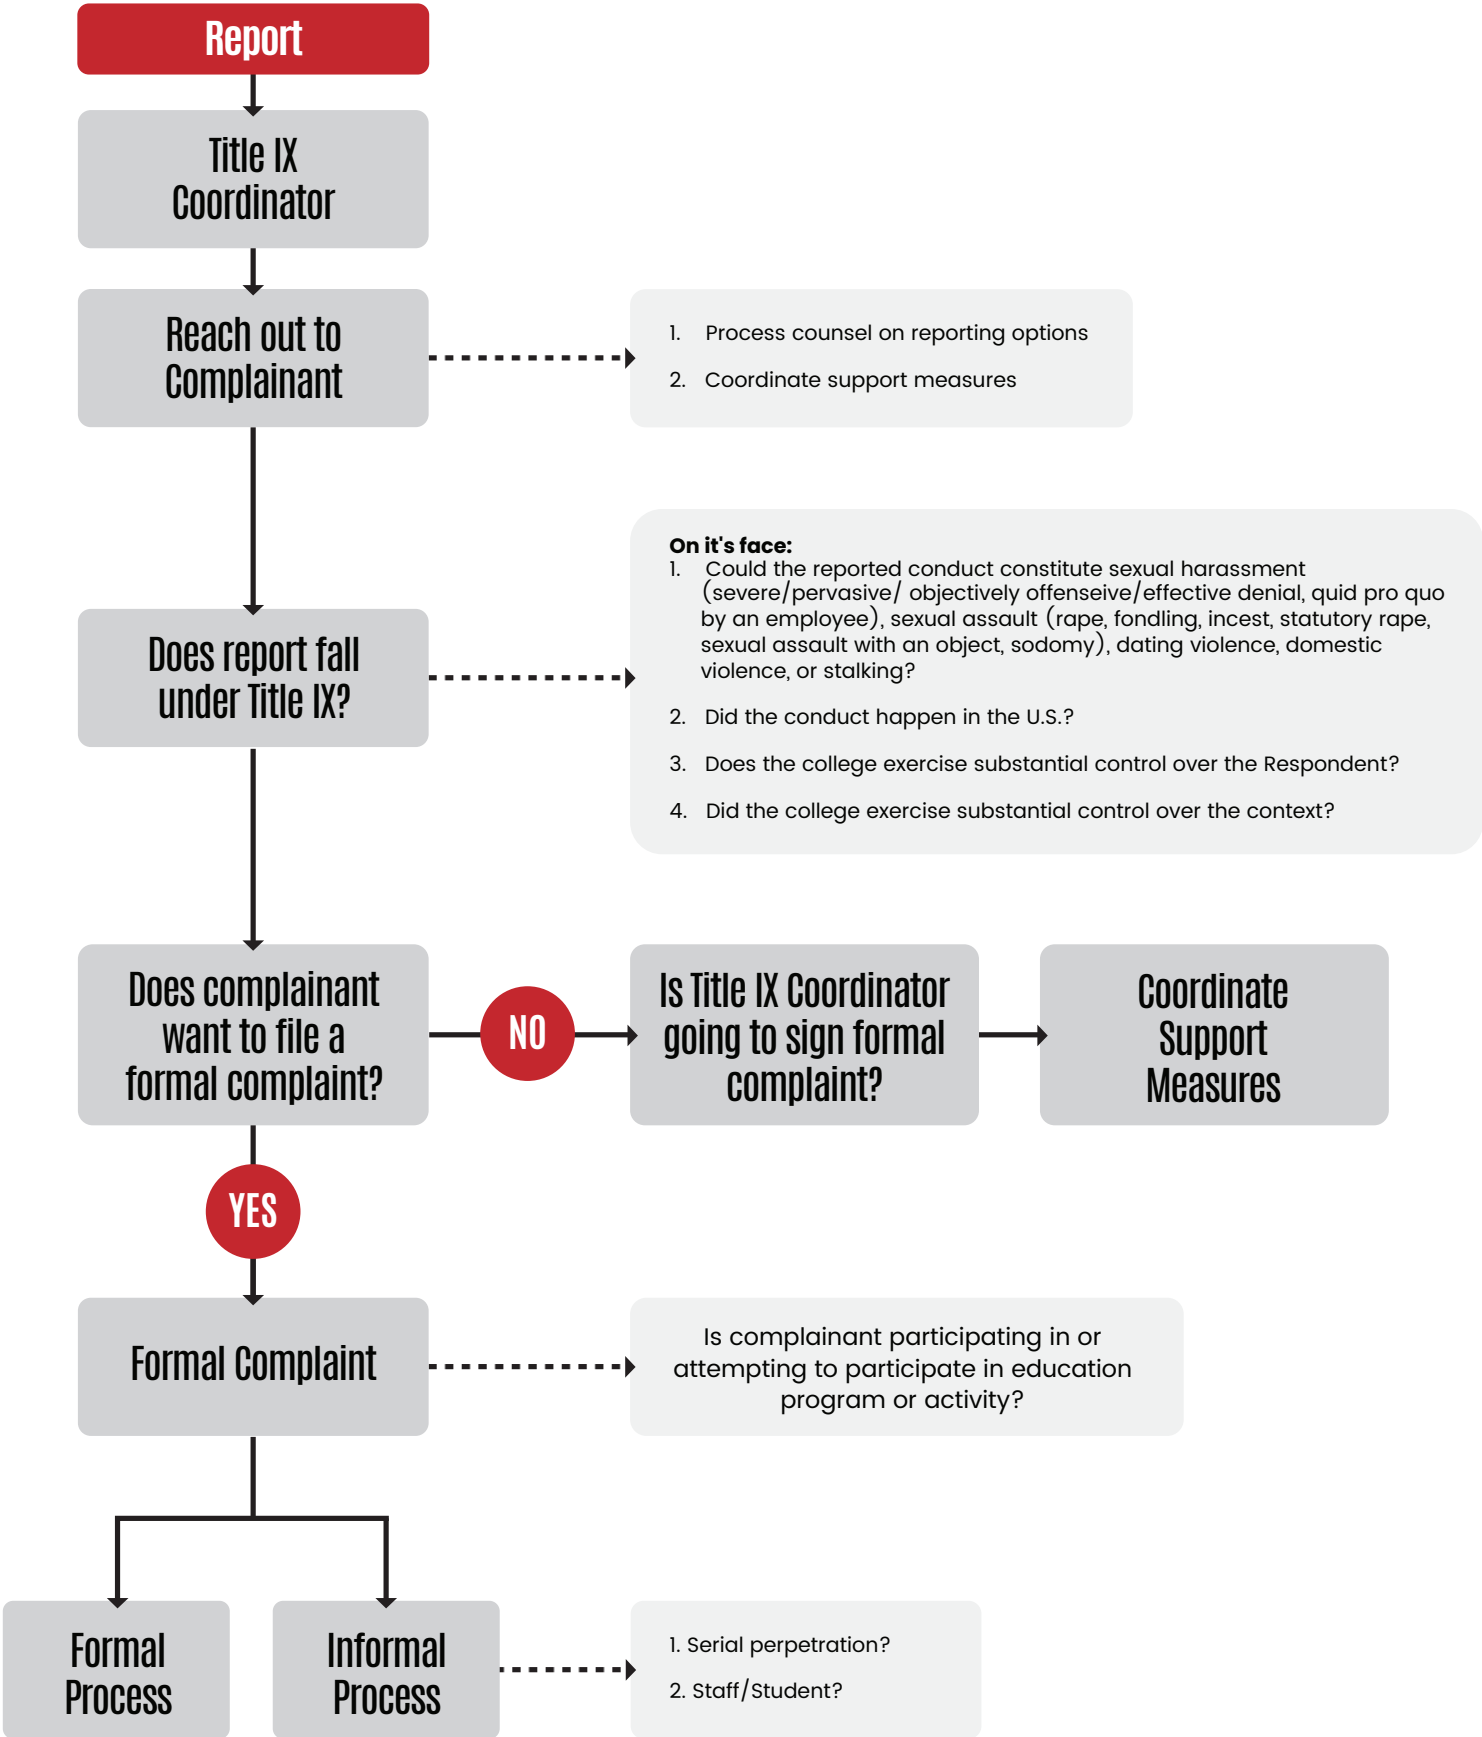 Report
Title IX
Coordinator
Reach out to
Complainant
1. Process counsel on reporting options
2. Coordinate support measures
Does report fall
under Title IX?
On it's face:
1. Could the reported conduct constitute sexual harassment
(severe/pervasive/ objectively offenseive/effective denial, quid pro quo
by an employee), sexual assault (rape, fondling, incest, statutory rape,
sexual assault with an object, sodomy), dating violence, domestic
violence, or stalking?
2. Did the conduct happen in the U.S.?
3. Does the college exercise substantial control over the Respondent?
4. Did the college exercise substantial control over the context?
Does complainant
want to file a
formal complaint?
NO
Is Title IX Coordinator
going to sign formal
complaint?
Coordinate
Support
Measures
YES
Formal Complaint
Is complainant participating in or
attempting to participate in education
program or activity?
Formal
Process
Informal
Process
1. Serial perpetration?
2. Staff/Student?